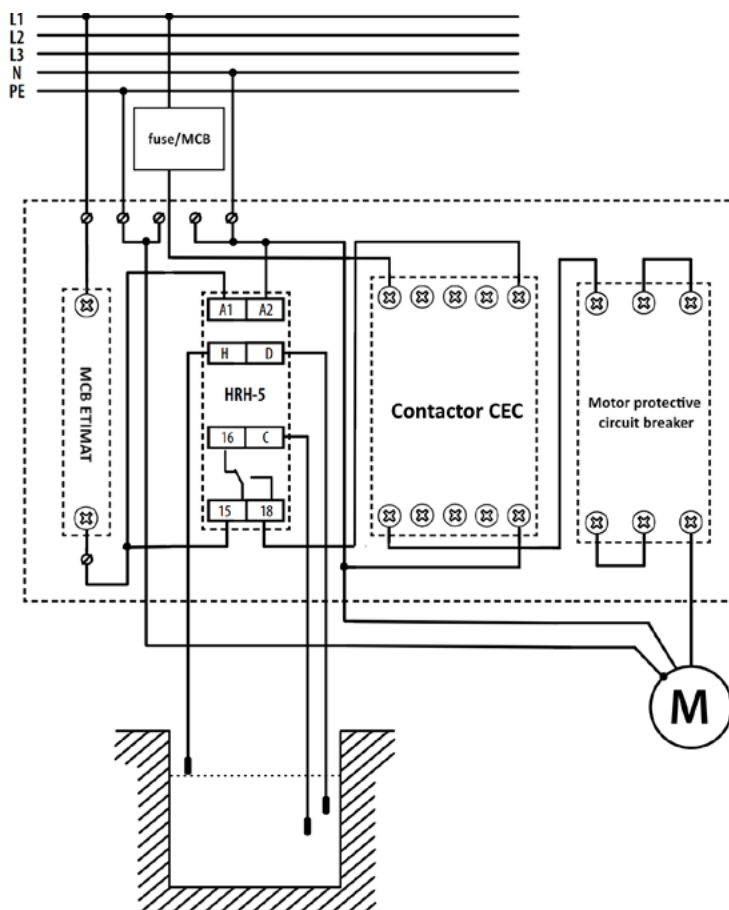 L1
L2
L3
N
PE
fuse/MCB
A1 A2
H D
HRH-5
16 C
15 18
MCB ETIMAT
Contactor CEC
Motor protective
circuit breaker
M